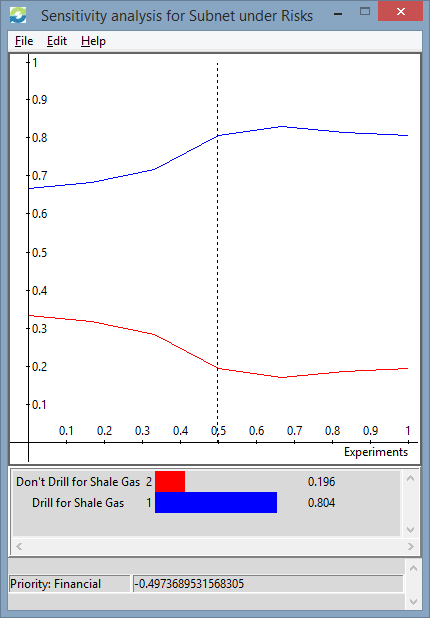 Sensitivity analysis for Subnet under Risks
File Edit Help
1
0.9
0.8
0.7
0.6
0.5
0.4
0.3
0.2
0.1
0.1 0.2 0.3 0.4 0.5 0.6 0.7 0.8 0.9 1
Experiments
Don't Drill for Shale Gas 2 0.196
Drill for Shale Gas 1 0.804
Priority: Financial -0.4973689531568305